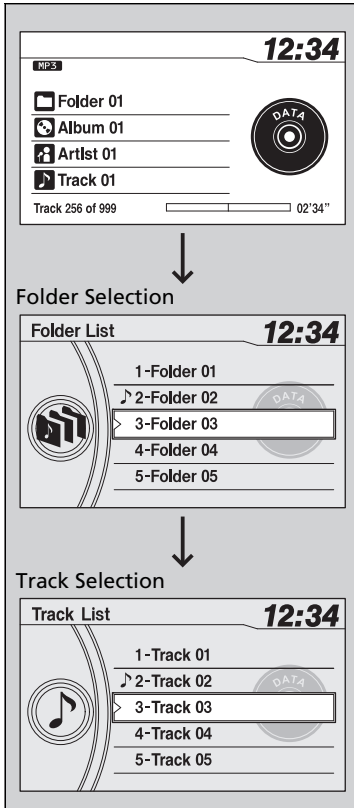 12:34
MP3
Folder 01
Album 01
Artist 01
Track 01
DATA
Track 256 of 999 02'34"
Folder Selection
Folder List 12:34
1-Folder 01
2-Folder 02
3-Folder 03
4-Folder 04
5-Folder 05
DATA
Track Selection
Track List 12:34
1-Track 01
2-Track 02
3-Track 03
4-Track 04
5-Track 05
DATA